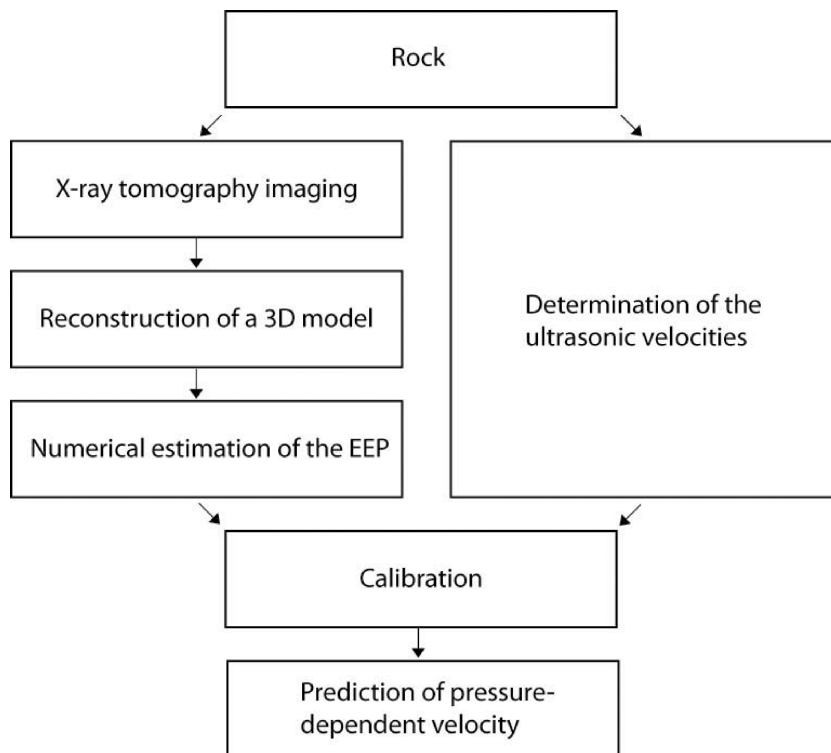 Rock
X-ray tomography imaging
Reconstruction of a 3D model
Numerical estimation of the EEP
Determination of the
ultrasonic velocities
Calibration
Prediction of pressure-
dependent velocity